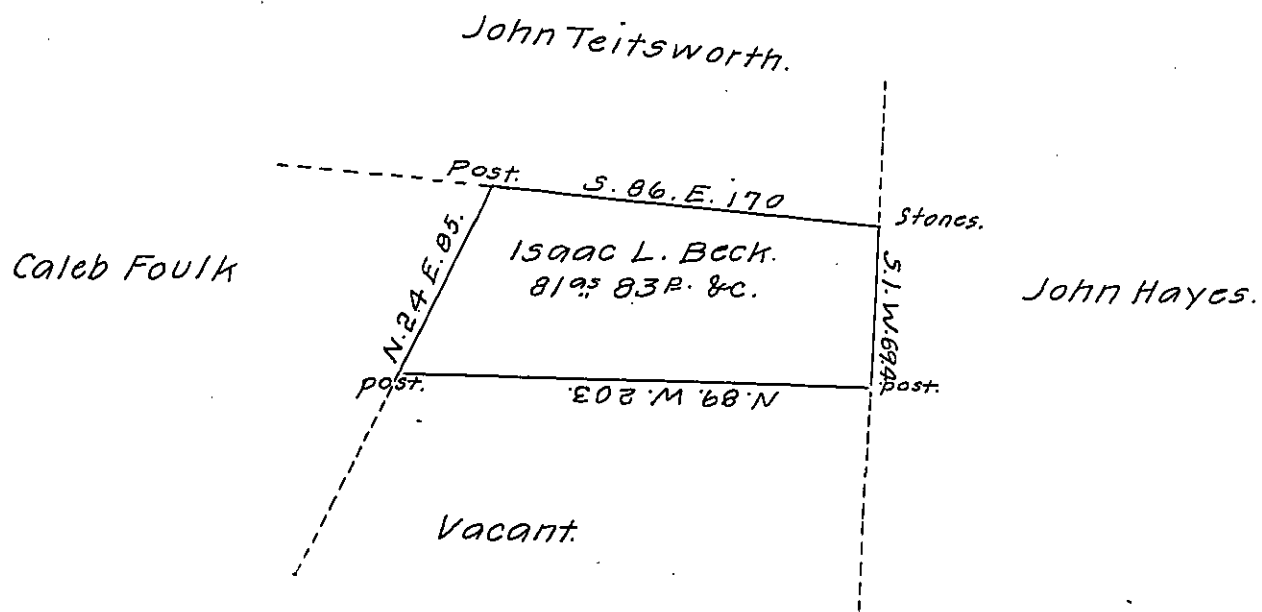 John Teitsworth.
Post.
S. 86. E. 170
Stones.
Caleb Foulk
N. 24 E. 85.
Isaac L. Beck.
81as 83 P. &c.
S. 1. W. 69.4
John Hayes.
post.
N. 89. W. 203.
post.
Vacant.